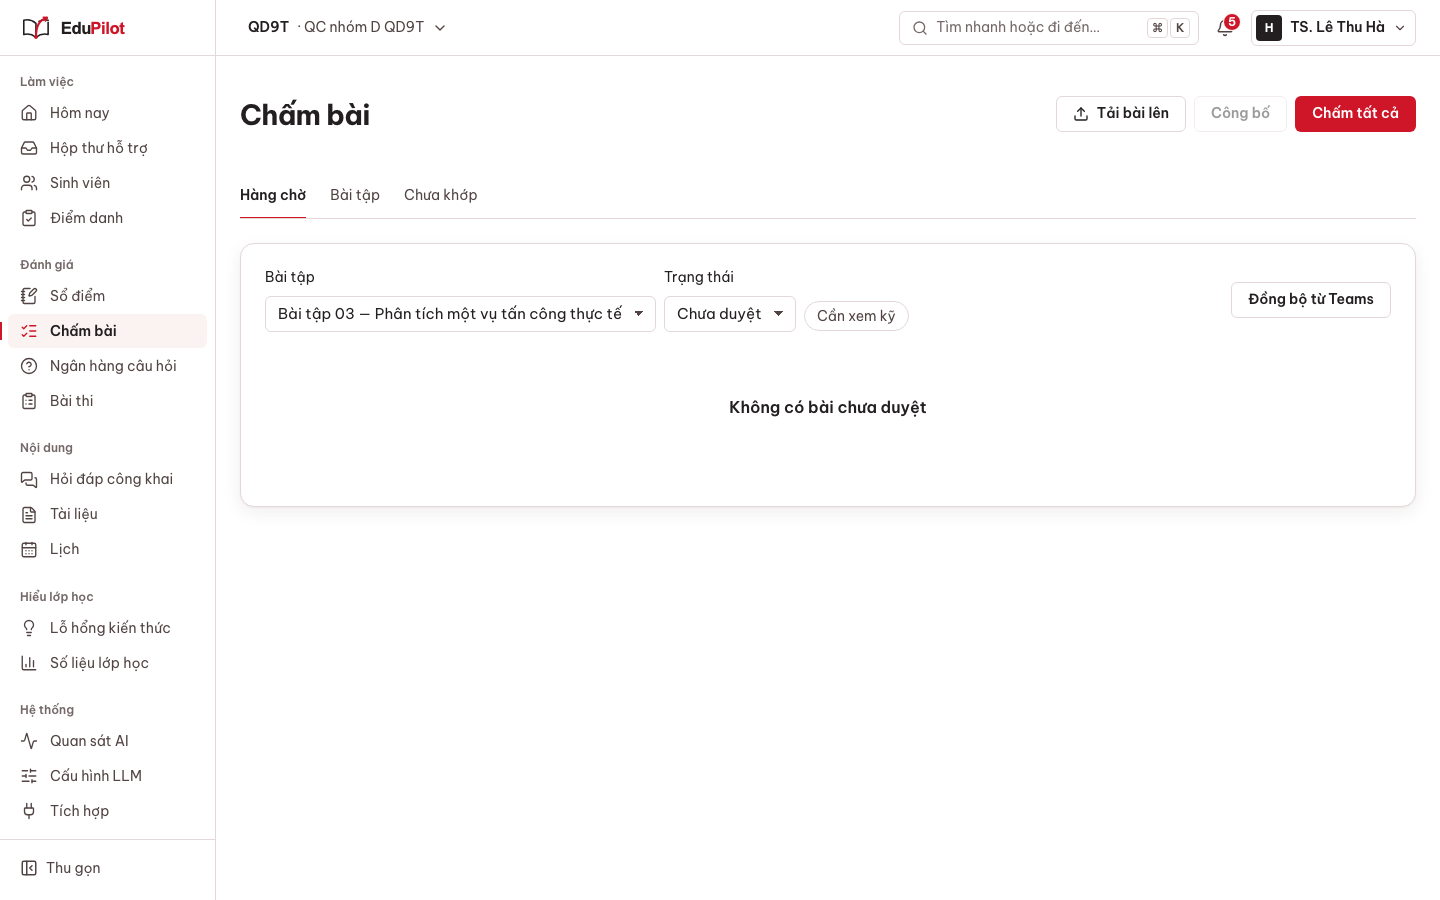 EduPilot
QD9T · QC nhóm D QD9T
Tìm nhanh hoặc đi đến...
⌘ K
5
H TS. Lê Thu Hà
Làm việc
Hôm nay
Hộp thư hỗ trợ
Sinh viên
Điểm danh
Đánh giá
Sổ điểm
Chấm bài
Ngân hàng câu hỏi
Bài thi
Nội dung
Hỏi đáp công khai
Tài liệu
Lịch
Hiểu lớp học
Lỗ hổng kiến thức
Số liệu lớp học
Hệ thống
Quan sát AI
Cấu hình LLM
Tích hợp
Thu gọn
Chấm bài
Tải bài lên
Công bố
Chấm tất cả
Hàng chờ
Bài tập
Chưa khớp
Bài tập
Bài tập 03 — Phân tích một vụ tấn công thực tế
Trạng thái
Chưa duyệt
Cần xem kỹ
Đồng bộ từ Teams
Không có bài chưa duyệt